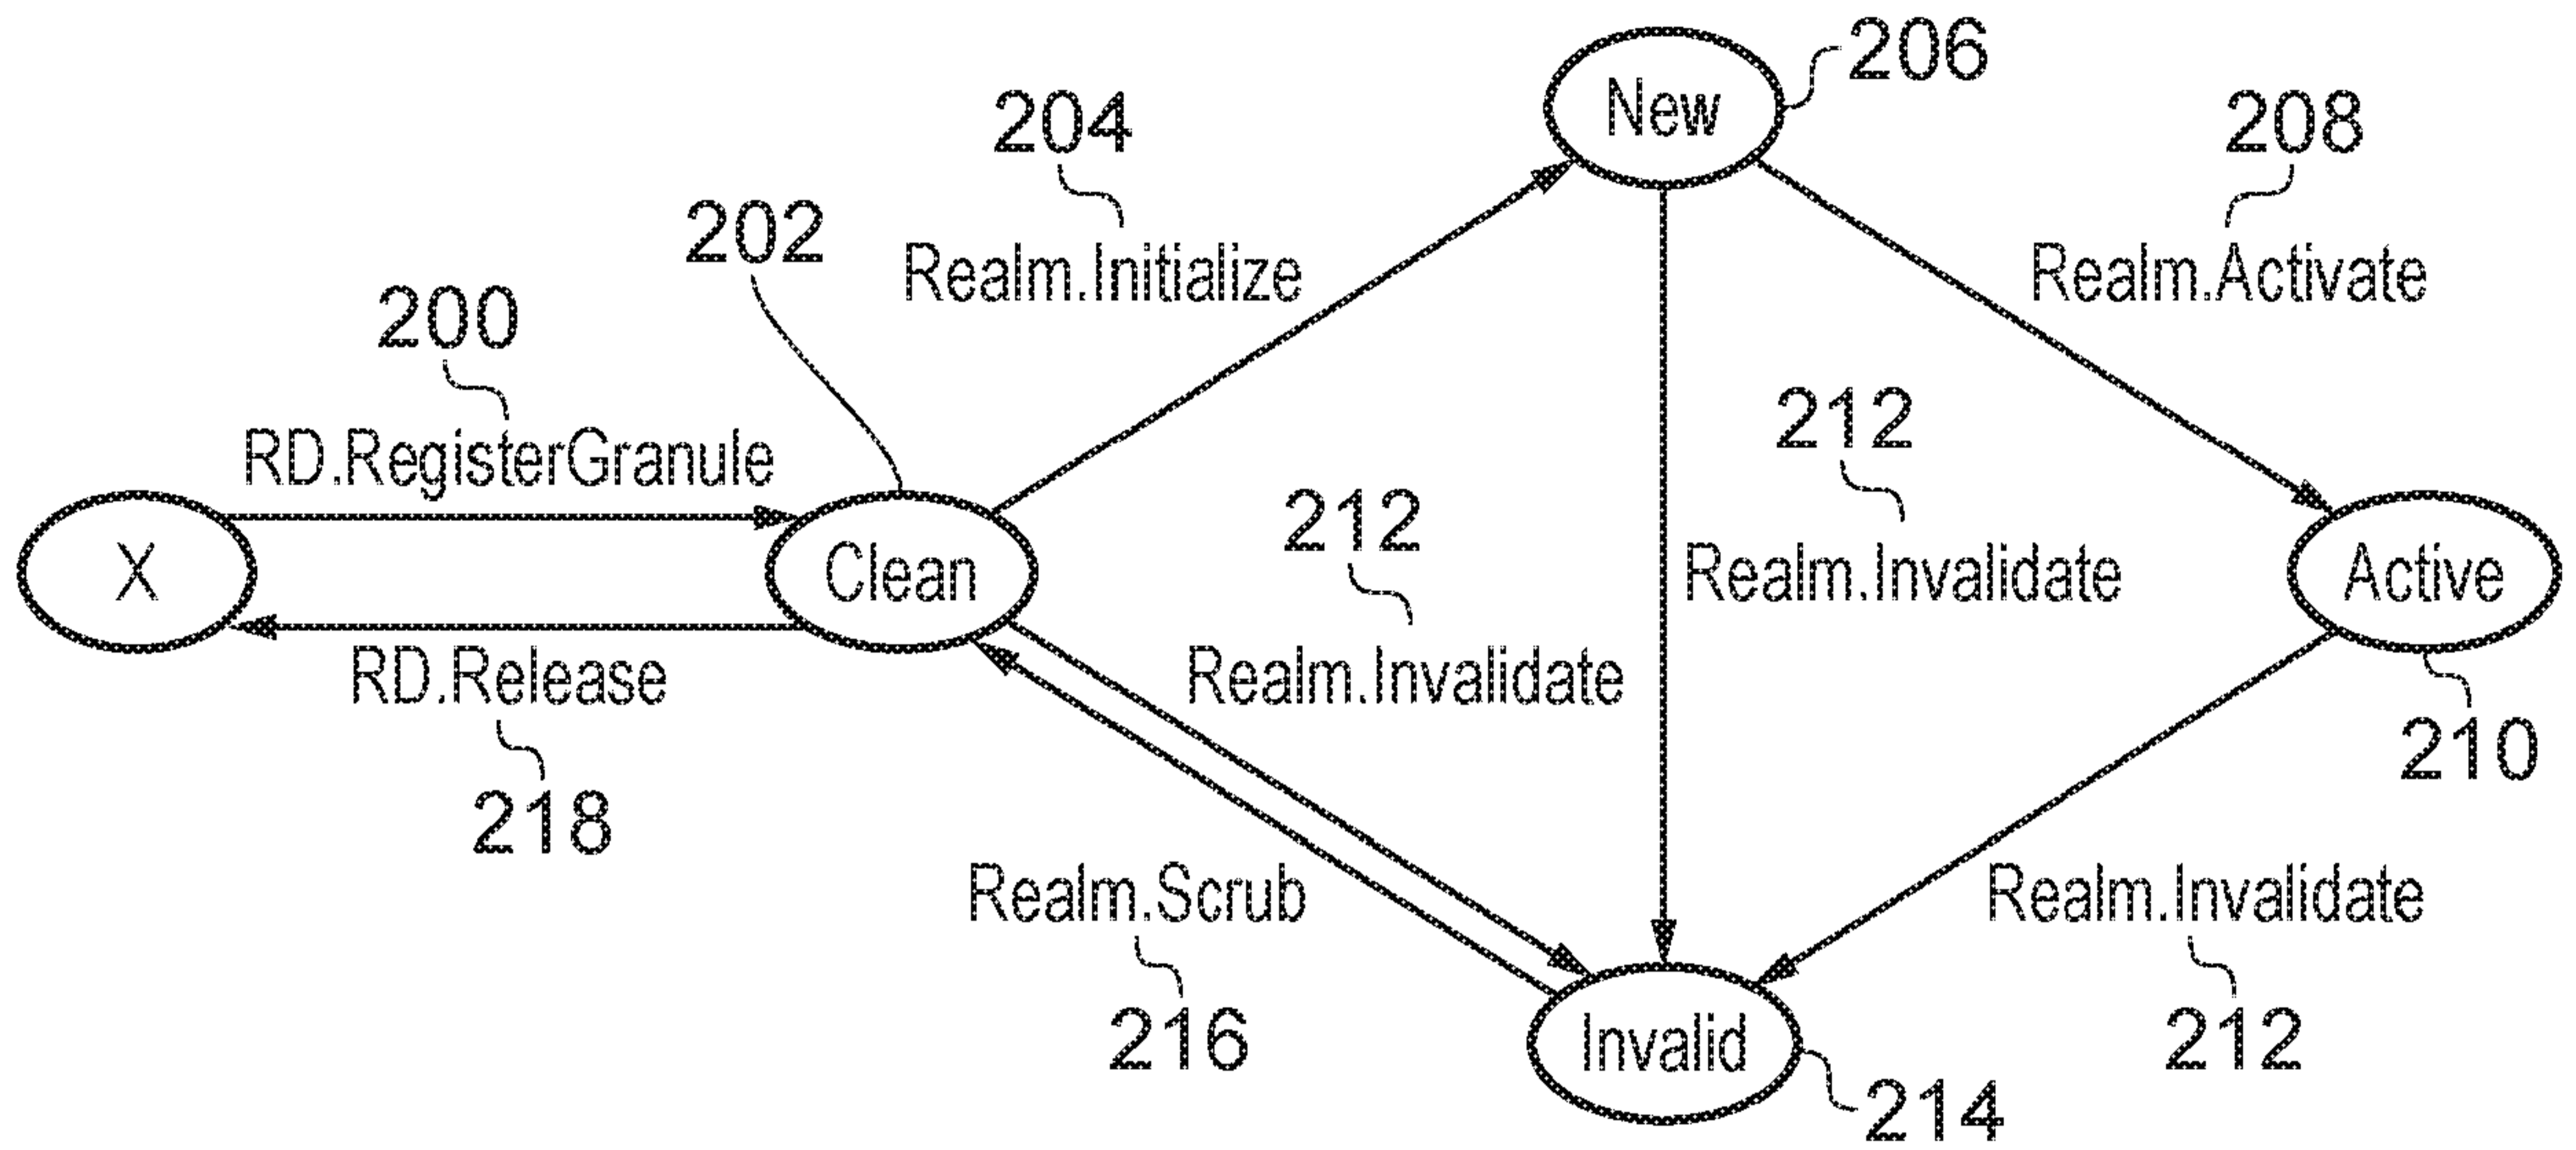 New
206
204
208
202
Realm.Initialize
Realm.Activate
200
212
RD.RegisterGranule
212
X
Clean
Realm.Invalidate
Active
RD.Release
Realm.Invalidate
210
218
Realm.Scrub
Realm.Invalidate
216
Invalid
212
214